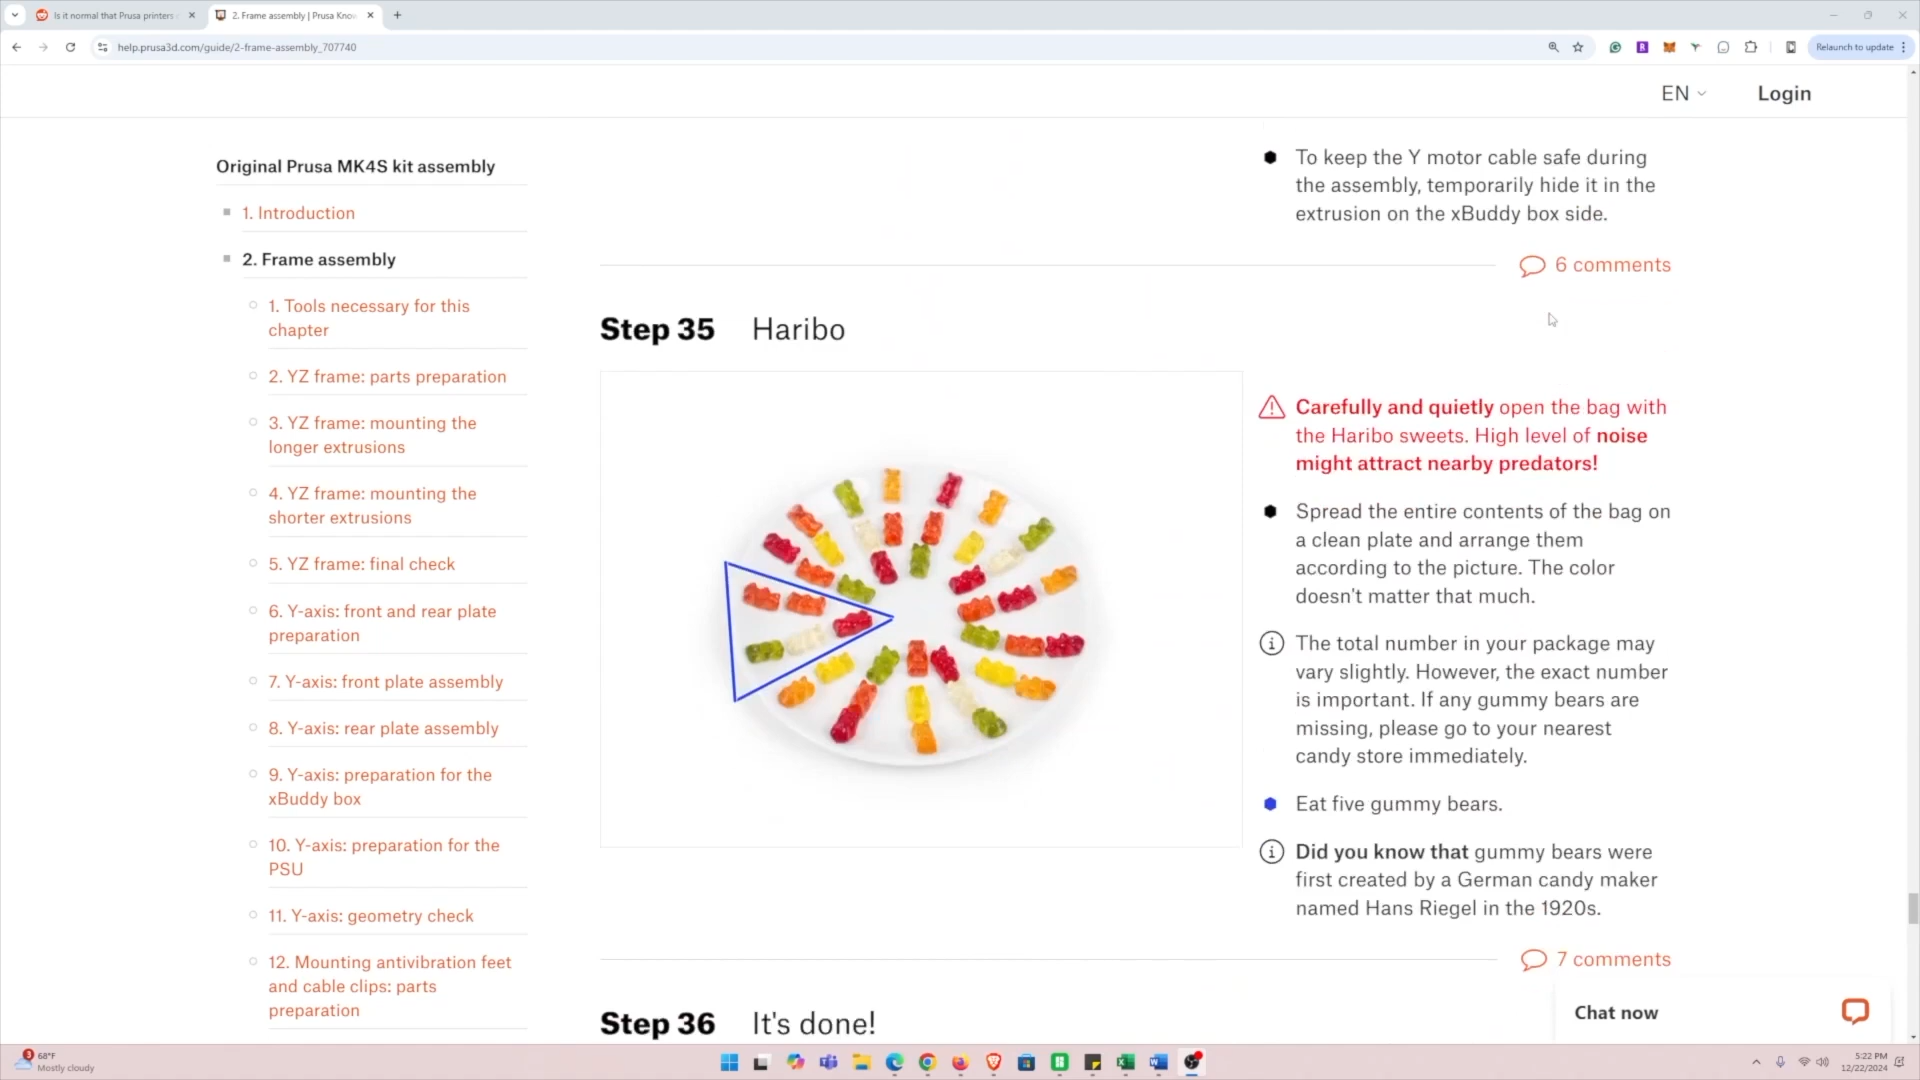 Is it normal that Prusa printers
2. Frame assembly | Prusa Know
help.prusa3d.com/guide/2-frame-assembly_707740
Relaunch to update
EN
Login
Original Prusa MK4S kit assembly
1. Introduction
2. Frame assembly
1. Tools necessary for this
chapter
2. YZ frame: parts preparation
3. YZ frame: mounting the
longer extrusions
4. YZ frame: mounting the
shorter extrusions
5. YZ frame: final check
6. Y-axis: front and rear plate
preparation
7. Y-axis: front plate assembly
8. Y-axis: rear plate assembly
9. Y-axis: preparation for the
xBuddy box
10. Y-axis: preparation for the
PSU
11. Y-axis: geometry check
12. Mounting antivibration feet
and cable clips: parts
preparation
To keep the Y motor cable safe during
the assembly, temporarily hide it in the
extrusion on the xBuddy box side.
6 comments
Step 35 Haribo
Carefully and quietly open the bag with
the Haribo sweets. High level of noise
might attract nearby predators!
Spread the entire contents of the bag on
a clean plate and arrange them
according to the picture. The color
doesn't matter that much.
The total number in your package may
vary slightly. However, the exact number
is important. If any gummy bears are
missing, please go to your nearest
candy store immediately.
Eat five gummy bears.
Did you know that gummy bears were
first created by a German candy maker
named Hans Riegel in the 1920s.
7 comments
Step 36 It's done!
Chat now
3
68°F
Mostly cloudy
5:22 PM
12/22/2024